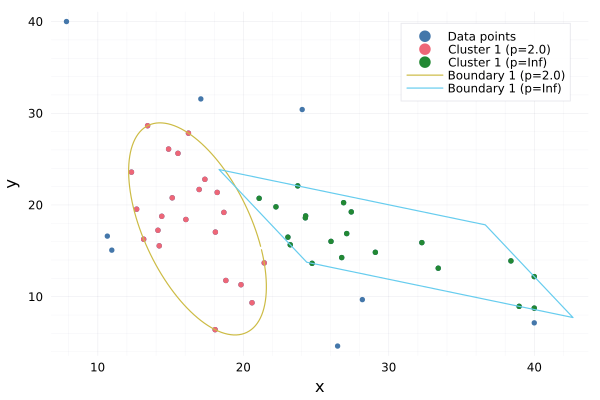 40
30
20
10
y
Data points
Cluster 1 (p=2.0)
Cluster 1 (p=Inf)
Boundary 1 (p=2.0)
Boundary 1 (p=Inf)
10
20
30
40
x